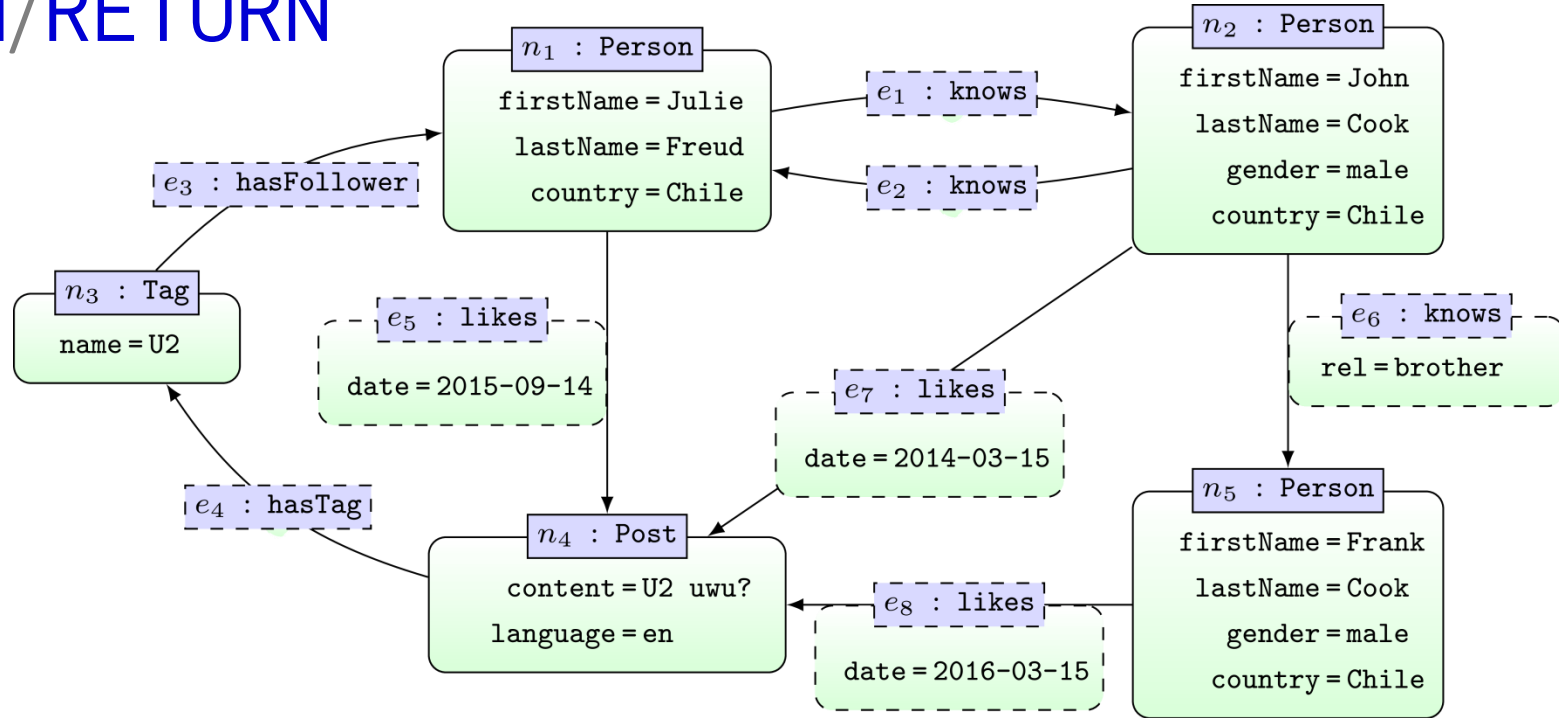 /RETURN
n1 : Person
firstName = Julie
lastName = Freud
country = Chile
e1 : knows
e2 : knows
n2 : Person
firstName = John
lastName = Cook
gender = male
country = Chile
e3 : hasFollower
n3 : Tag
name = U2
e5 : likes
date = 2015-09-14
e6 : knows
rel = brother
e7 : likes
date = 2014-03-15
e4 : hasTag
n4 : Post
content = U2 uwu?
language = en
e8 : likes
date = 2016-03-15
n5 : Person
firstName = Frank
lastName = Cook
gender = male
country = Chile